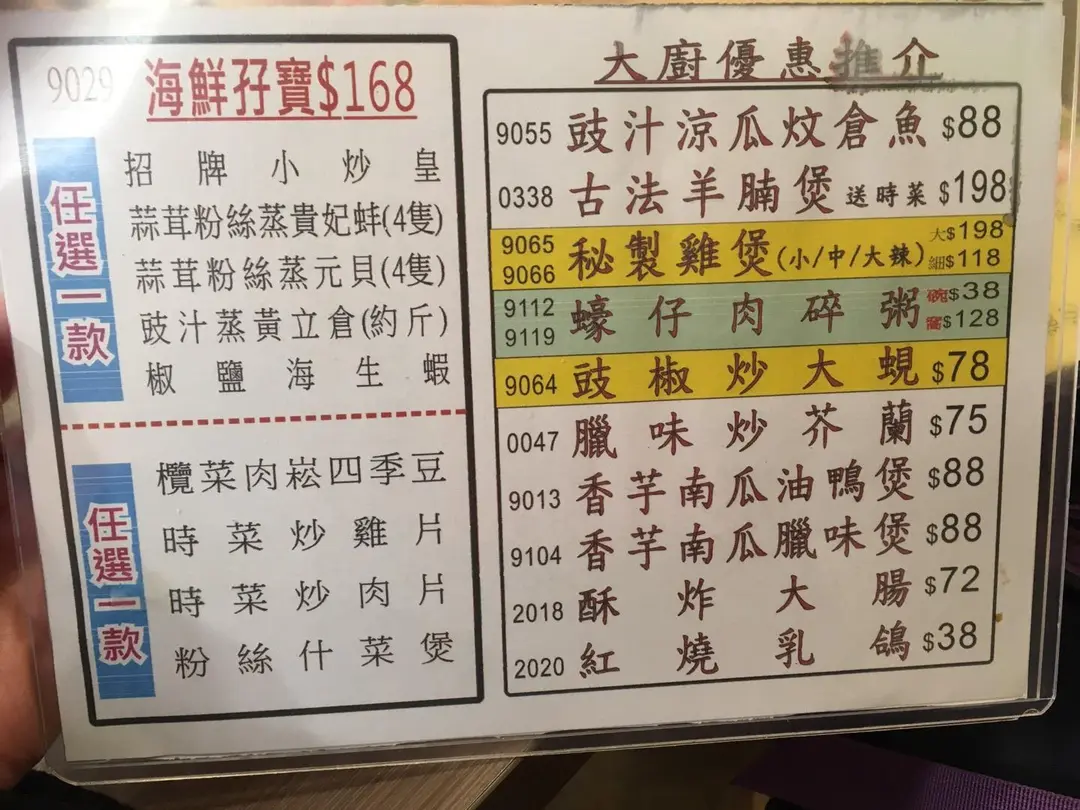 9029 海鮮孖寶$168
任選一款
招牌小炒皇
蒜茸粉絲蒸貴妃蚌(4隻)
蒜茸粉絲蒸元貝(4隻)
豉汁蒸黃立倉(約斤)
椒鹽海生蝦
任選一款
欖菜肉崧四季豆
時菜炒雞片
時菜炒肉片
粉絲什菜煲
大廚優惠推介
9055 豉汁涼瓜炆倉魚 $88
0338 古法羊腩煲 送時菜 $198
9065 9066 秘製雞煲(小/中/大辣) 大$198 細$118
9112 9119 蠔仔肉碎粥 碗$38 窩$128
9064 豉椒炒大蜆 $78
0047 臘味炒芥蘭 $75
9013 香芋南瓜油鴨煲 $88
9104 香芋南瓜臘味煲 $88
2018 酥炸大腸 $72
2020 紅燒乳鴿 $38